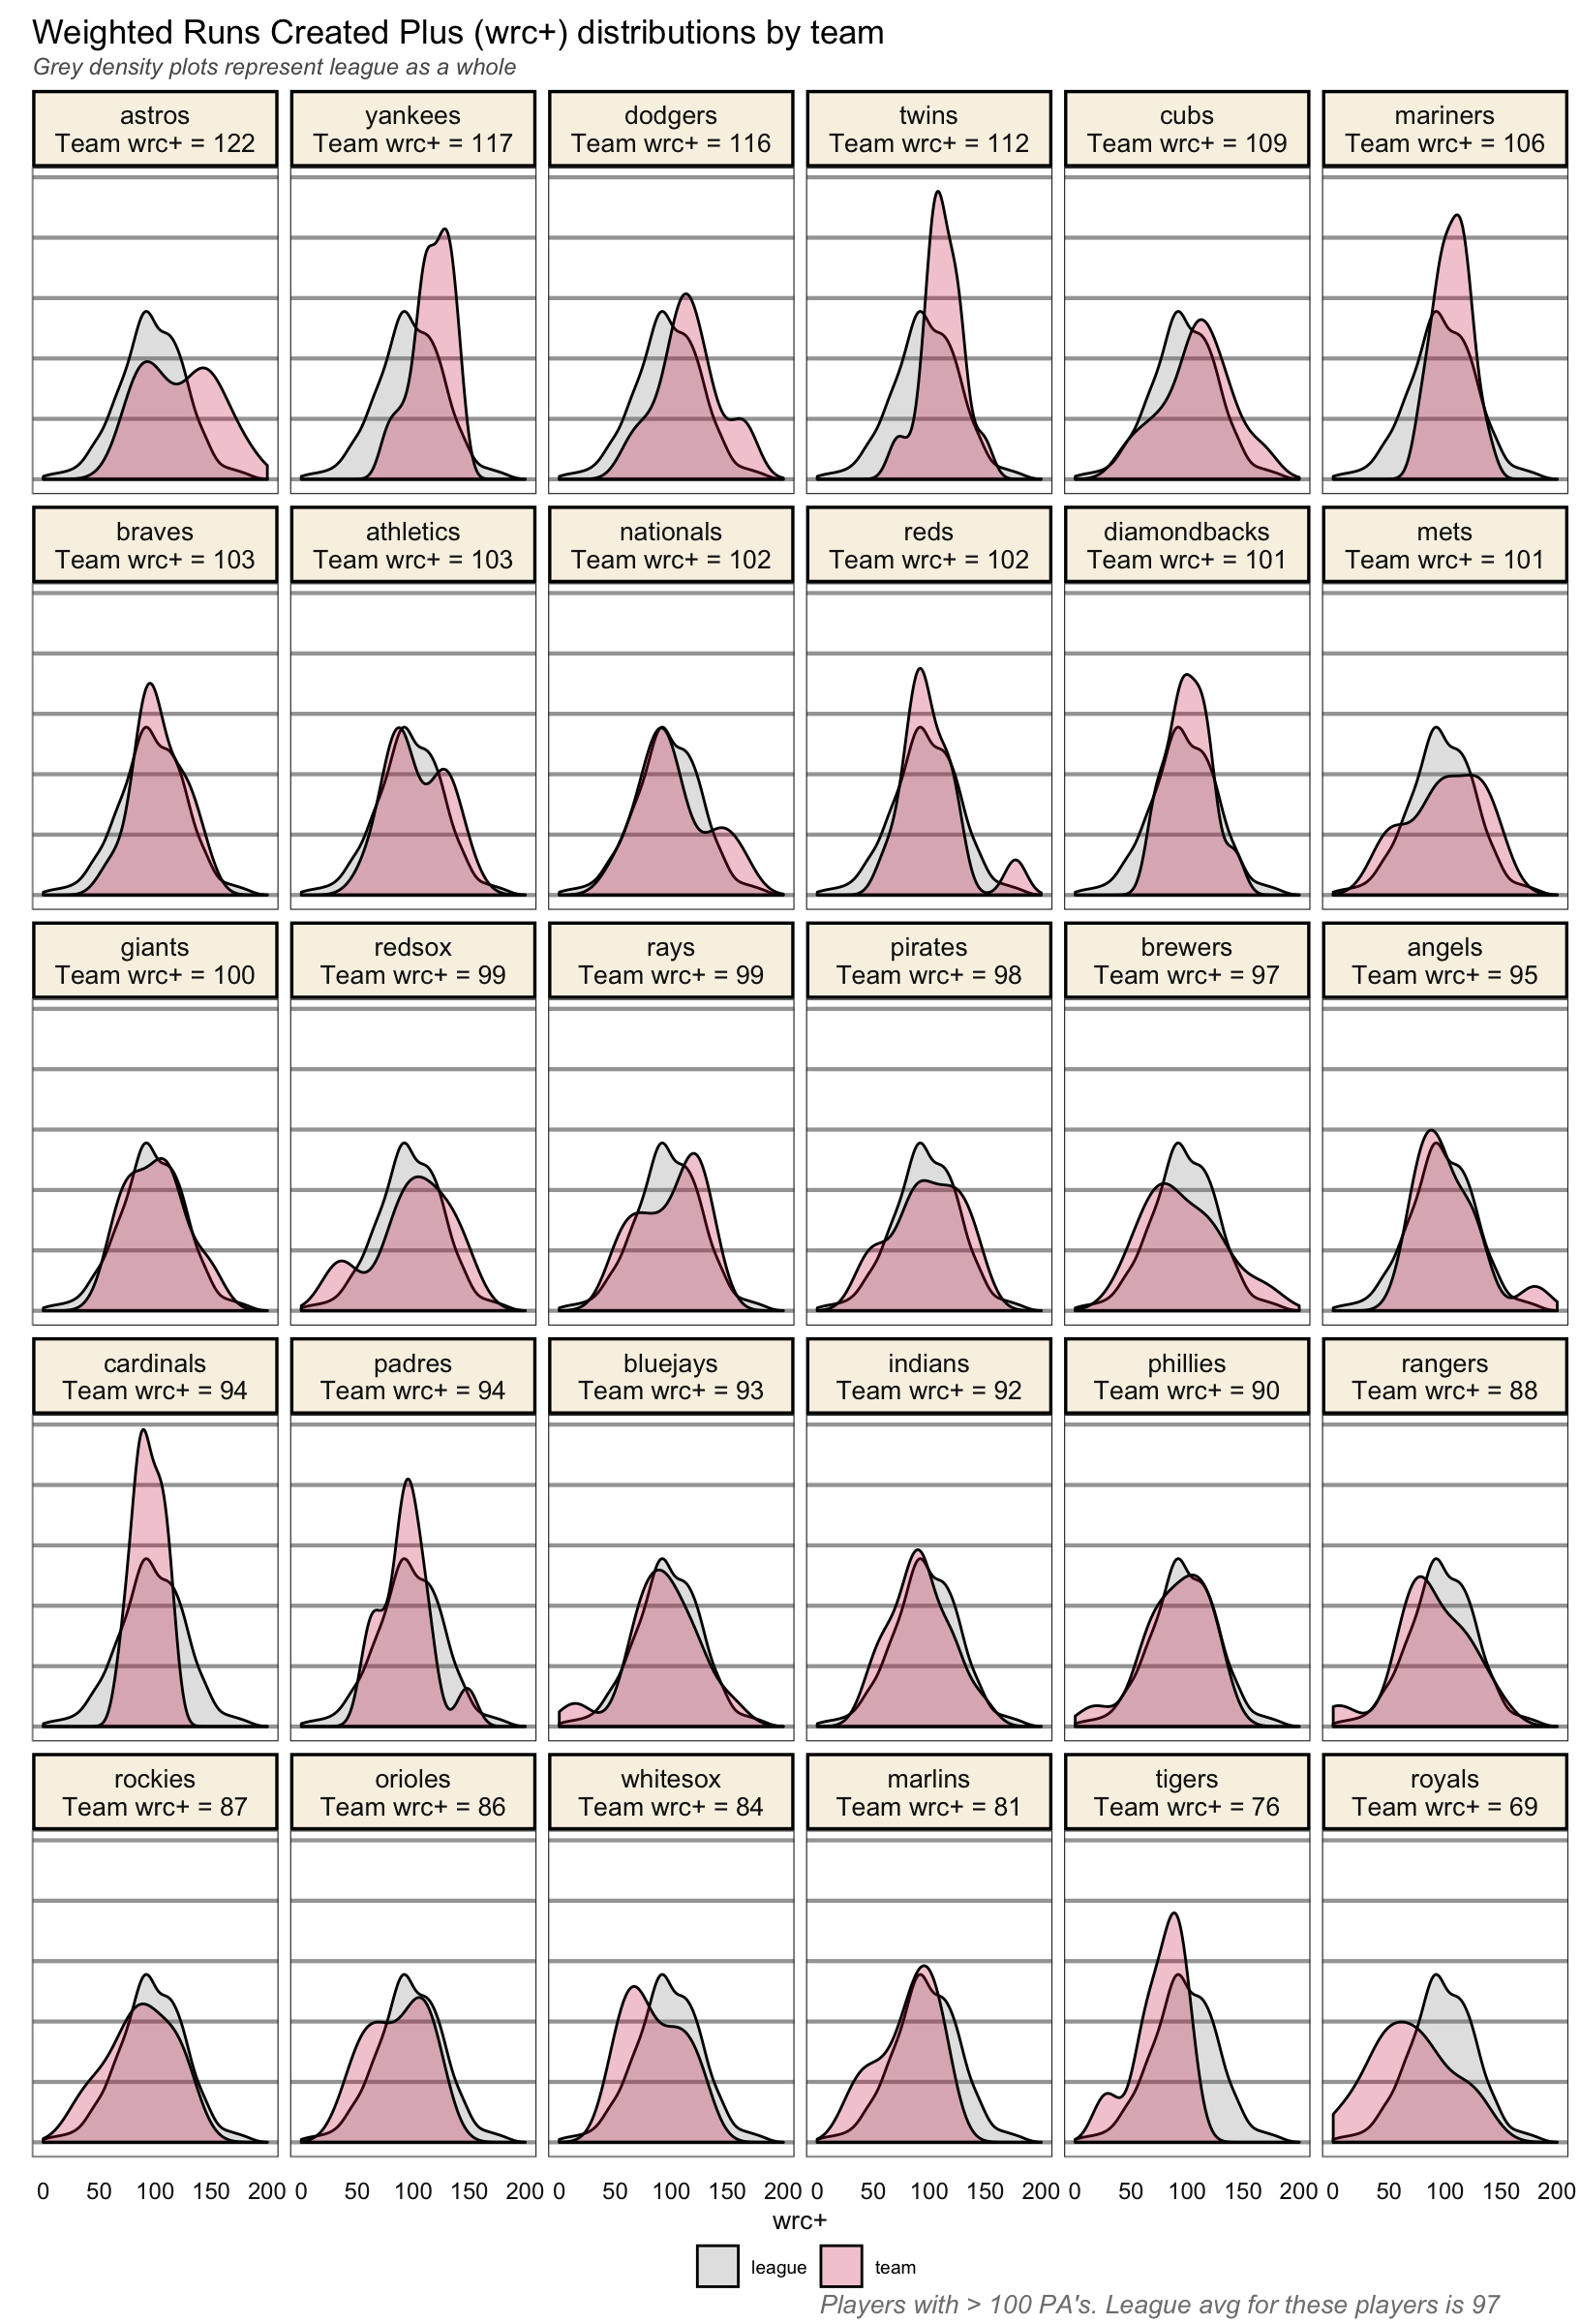 Weighted Runs Created Plus (wrc+) distributions by team
Grey density plots represent league as a whole
astros
Team wrc+ = 122
yankees
Team wrc+ = 117
dodgers
Team wrc+ = 116
twins
Team wrc+ = 112
cubs
Team wrc+ = 109
mariners
Team wrc+ = 106
braves
Team wrc+ = 103
athletics
Team wrc+ = 103
nationals
Team wrc+ = 102
reds
Team wrc+ = 102
diamondbacks
Team wrc+ = 101
mets
Team wrc+ = 101
giants
Team wrc+ = 100
redsox
Team wrc+ = 99
rays
Team wrc+ = 99
pirates
Team wrc+ = 98
brewers
Team wrc+ = 97
angels
Team wrc+ = 95
cardinals
Team wrc+ = 94
padres
Team wrc+ = 94
bluejays
Team wrc+ = 93
indians
Team wrc+ = 92
phillies
Team wrc+ = 90
rangers
Team wrc+ = 88
rockies
Team wrc+ = 87
orioles
Team wrc+ = 86
whitesox
Team wrc+ = 84
marlins
Team wrc+ = 81
tigers
Team wrc+ = 76
royals
Team wrc+ = 69
0 50 100 150 200 0 50 100 150 200 0 50 100 150 200 0 50 100 150 200 0 50 100 150 200 0 50 100 150 200
wrc+
league team
Players with > 100 PA's. League avg for these players is 97